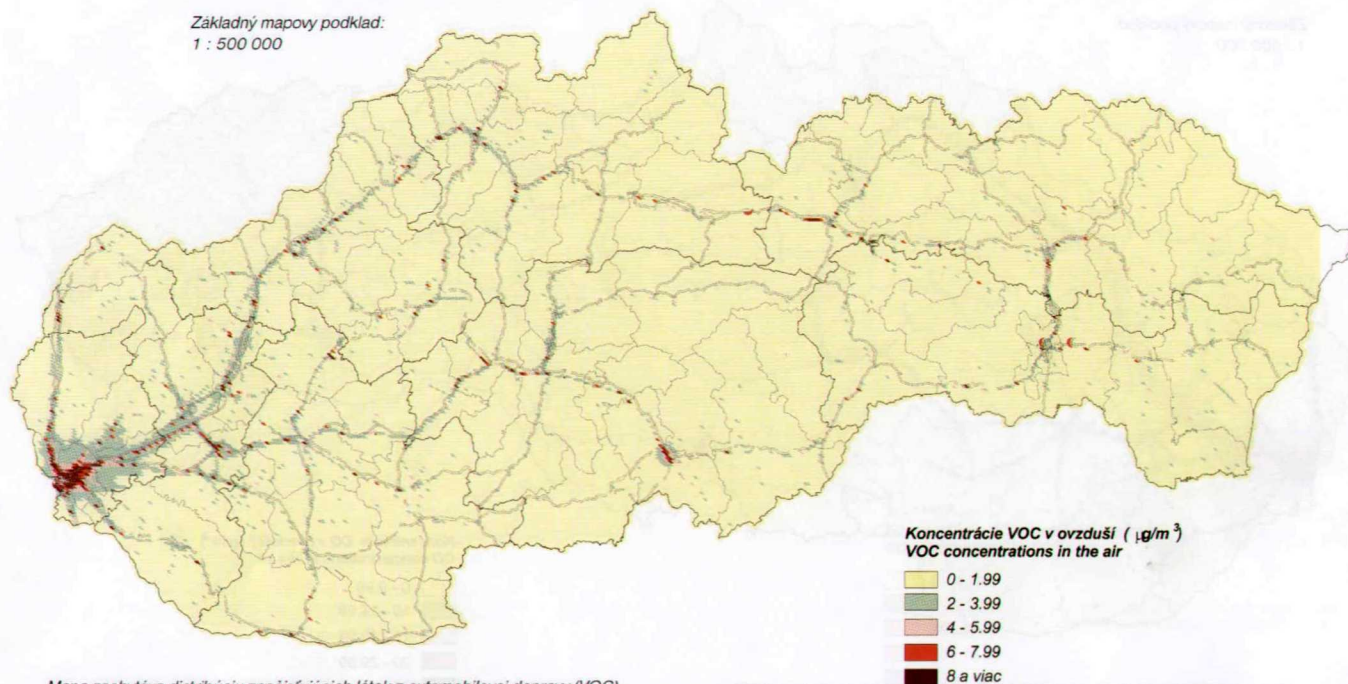 Základný mapovy podklad:
1 : 500 000
Koncentrácie VOC v ovzduší ( µg/m³)
VOC concentrations in the air
0 - 1.99
2 - 3.99
4 - 5.99
6 - 7.99
8 a viac